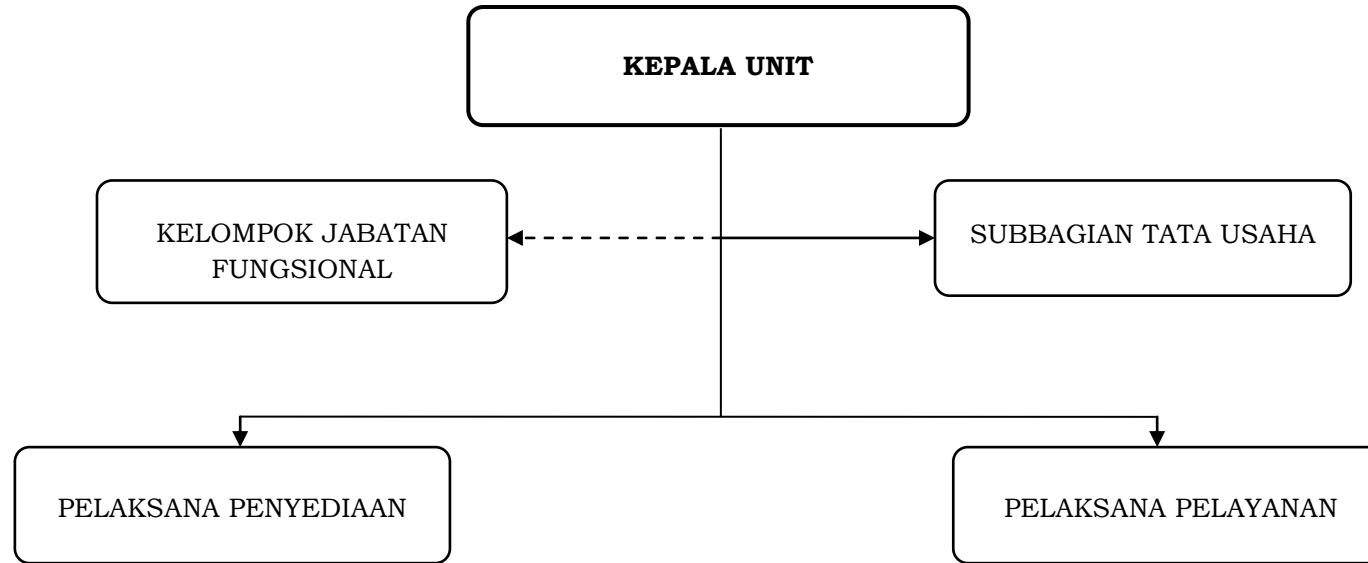 KEPALA UNIT
KELOMPOK JABATAN
FUNGSIONAL
SUBBAGIAN TATA USAHA
PELAKSANA PENYEDIAAN
PELAKSANA PELAYANAN